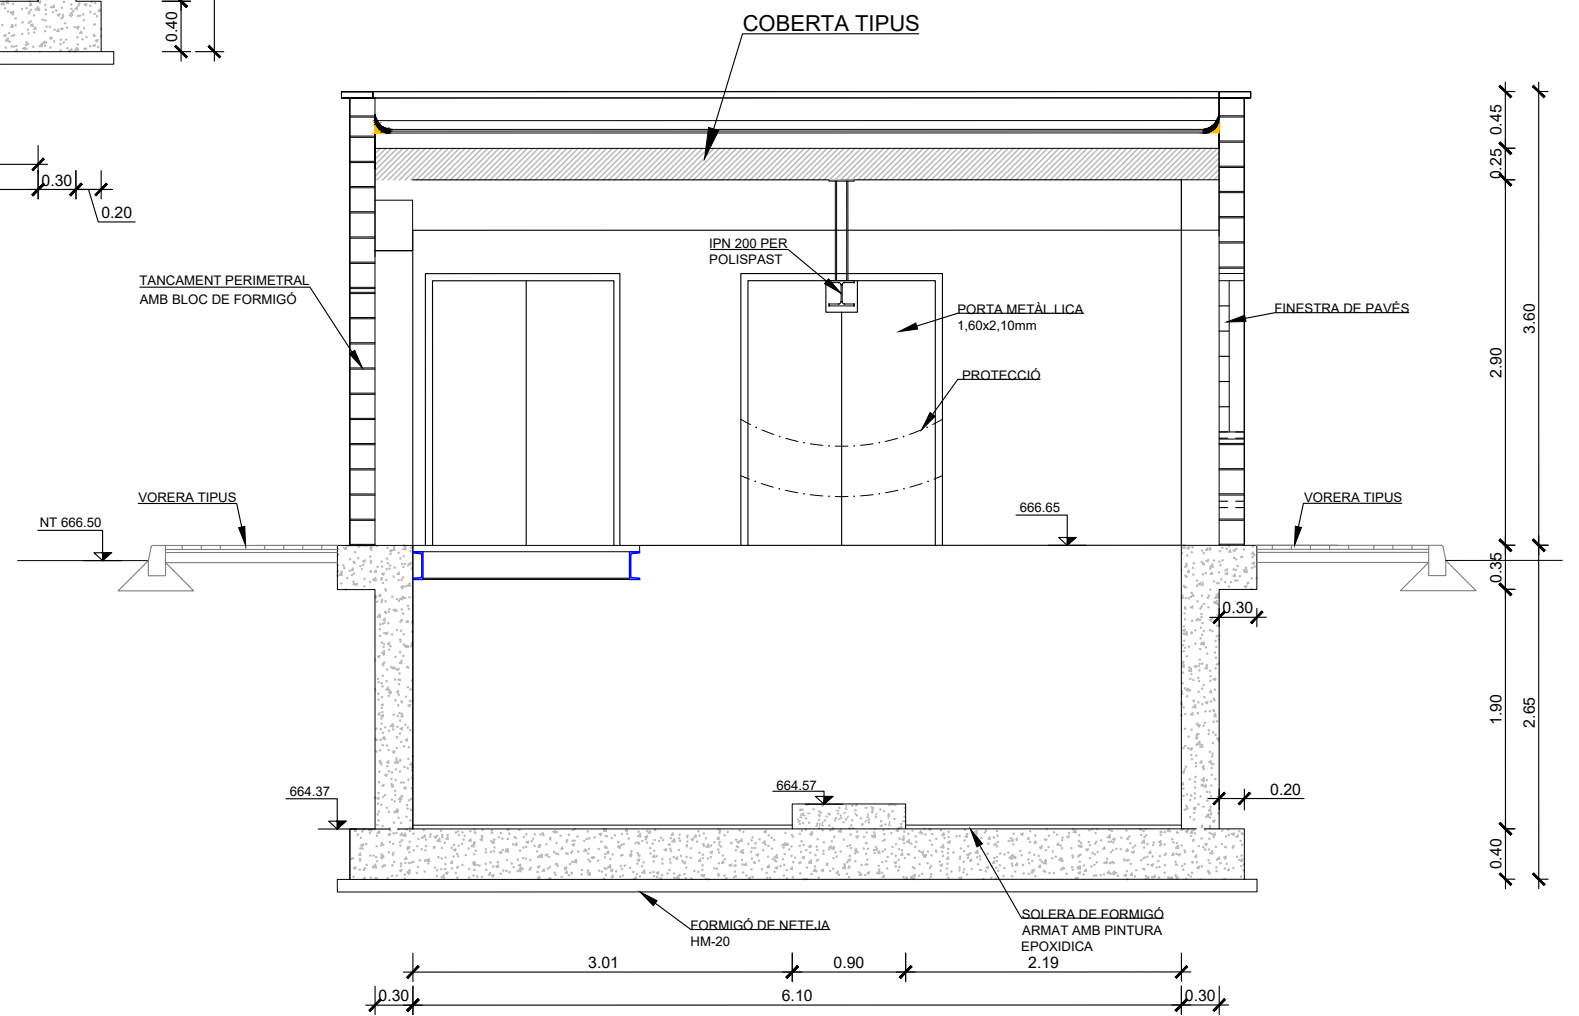 0.40
COBERTA TIPUS
0.30
0.20
0.45
0.25
3.60
2.90
IPN 200 PER
POLISPAST
TANCAMENT PERIMETRAL
AMB BLOC DE FORMIGÓ
PORTA METÀL·LICA
1,60x2,10mm
FINESTRA DE PAVÉS
PROTECCIÓ
VORERA TIPUS
NT 666.50
666.65
VORERA TIPUS
0.35
0.30
1.90
2.65
664.37
664.57
0.20
0.40
FORMIGÓ DE NETEJA
HM-20
SOLERA DE FORMIGÓ
ARMAT AMB PINTURA
EPOXIDICA
3.01
0.90
2.19
0.30
6.10
0.30